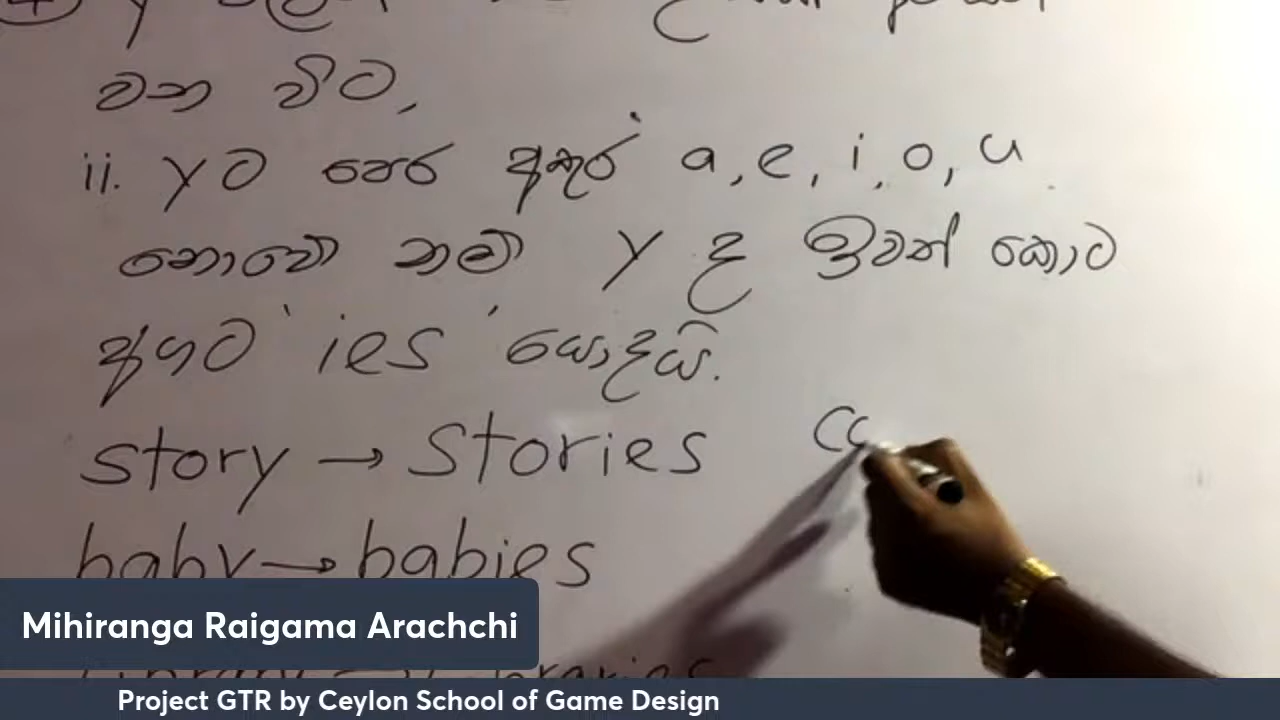 වන විට,
ii. y ට පෙර අකුර a, e, i, o, u
නොවේ නම් y ද ඉවත් කොට
අගට 'ies' යොදයි.
story → stories
baby → babies
Mihiranga Raigama Arachchi
Project GTR by Ceylon School of Game Design